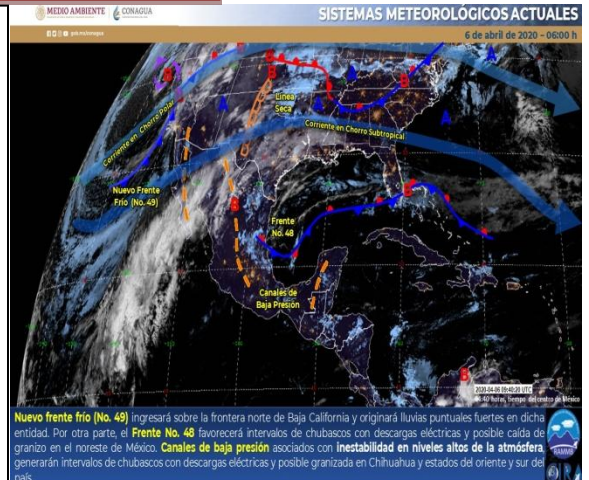 MEDIO AMBIENTE
CONAGUA
SISTEMAS METEOROLÓGICOS ACTUALES
gob.mx/conagua
6 de abril de 2020 – 06:00 h
B
B
B
B
A
A
A
A
A
Línea
Seca
Corriente en Chorro Polar
Corriente en Chorro Subtropical
Nuevo Frente
Frío (No. 49)
B
B
Frente
No. 48
Canales de
Baja Presión
B
2020-04-06 09:40:20 UTC
04:40 horas, tiempo del centro de México
Nuevo frente frío (No. 49) ingresará sobre la frontera norte de Baja California y originará lluvias puntuales fuertes en dicha
entidad. Por otra parte, el Frente No. 48 favorecerá intervalos de chubascos con descargas eléctricas y posible caída de
granizo en el noreste de México. Canales de baja presión asociados con inestabilidad en niveles altos de la atmósfera,
generarán intervalos de chubascos con descargas eléctricas y posible granizada en Chihuahua y estados del oriente y sur del
país.
RAMMB